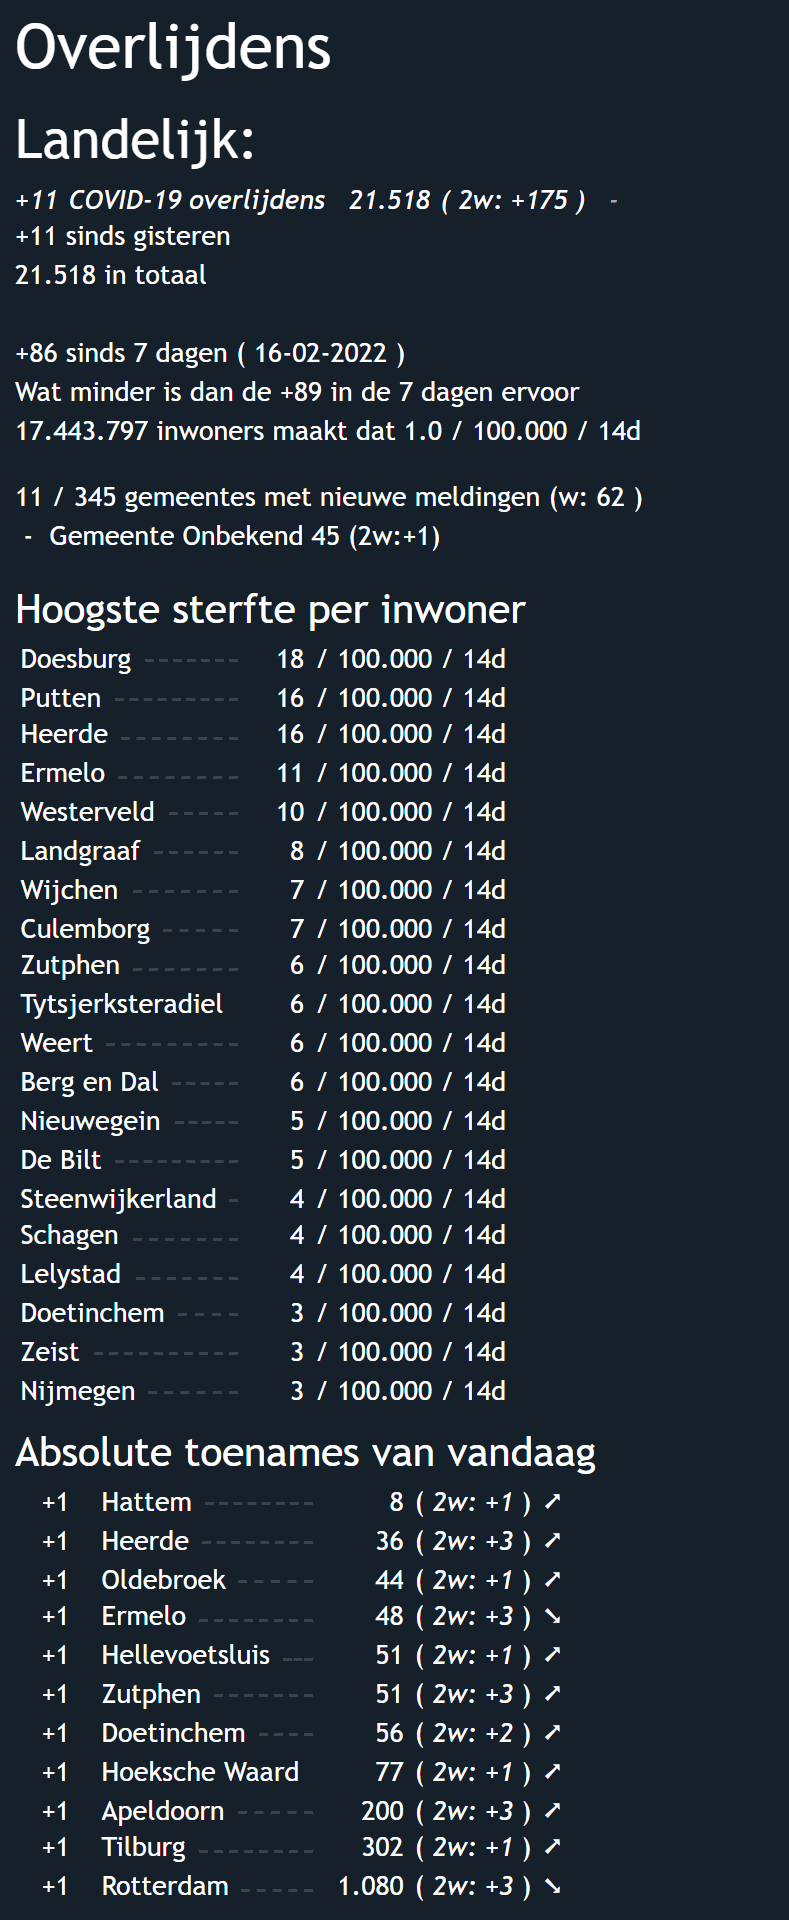 Overlijdens
Landelijk:
+11 COVID-19 overlijdens 21.518 ( 2w: +175 ) -
+11 sinds gisteren
21.518 in totaal
+86 sinds 7 dagen ( 16-02-2022 )
Wat minder is dan de +89 in de 7 dagen ervoor
17.443.797 inwoners maakt dat 1.0 / 100.000 / 14d
11 / 345 gemeentes met nieuwe meldingen (w: 62 )
- Gemeente Onbekend 45 (2w:+1)
Hoogste sterfte per inwoner
Doesburg ------- 18 / 100.000 / 14d
Putten --------- 16 / 100.000 / 14d
Heerde --------- 16 / 100.000 / 14d
Ermelo --------- 11 / 100.000 / 14d
Westerveld ----- 10 / 100.000 / 14d
Landgraaf ------ 8 / 100.000 / 14d
Wijchen -------- 7 / 100.000 / 14d
Culemborg ----- 7 / 100.000 / 14d
Zutphen ------- 6 / 100.000 / 14d
Tytsjerksteradiel 6 / 100.000 / 14d
Weert --------- 6 / 100.000 / 14d
Berg en Dal ----- 6 / 100.000 / 14d
Nieuwegein ----- 5 / 100.000 / 14d
De Bilt --------- 5 / 100.000 / 14d
Steenwijkerland - 4 / 100.000 / 14d
Schagen ------- 4 / 100.000 / 14d
Lelystad ------- 4 / 100.000 / 14d
Doetinchem ---- 3 / 100.000 / 14d
Zeist ---------- 3 / 100.000 / 14d
Nijmegen ------ 3 / 100.000 / 14d
Absolute toenames van vandaag
+1 Hattem -------- 8 ( 2w: +1 ) ➚
+1 Heerde -------- 36 ( 2w: +3 ) ➚
+1 Oldebroek ----- 44 ( 2w: +1 ) ➚
+1 Ermelo -------- 48 ( 2w: +3 ) ➘
+1 Hellevoetsluis --- 51 ( 2w: +1 ) ➚
+1 Zutphen ------- 51 ( 2w: +3 ) ➚
+1 Doetinchem ---- 56 ( 2w: +2 ) ➚
+1 Hoeksche Waard 77 ( 2w: +1 ) ➚
+1 Apeldoorn ----- 200 ( 2w: +3 ) ➚
+1 Tilburg -------- 302 ( 2w: +1 ) ➚
+1 Rotterdam ----- 1.080 ( 2w: +3 ) ➘